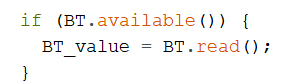 if (BT.available()) {
  BT_value = BT.read();
}